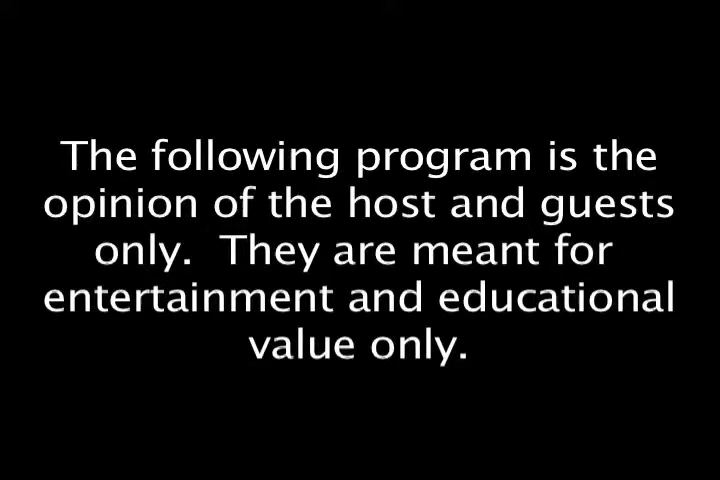 The following program is the
opinion of the host and guests
only.  They are meant for
entertainment and educational
value only.